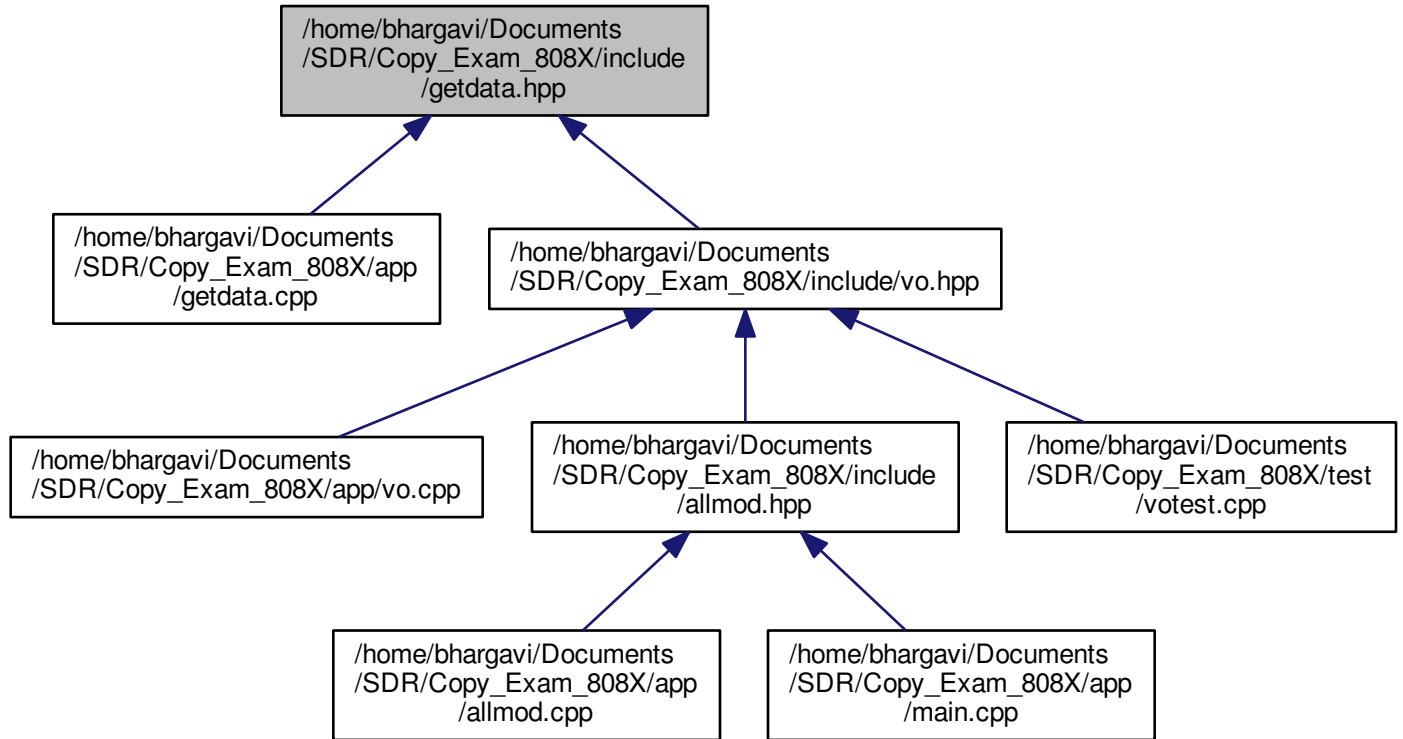 /home/bhargavi/Documents
/SDR/Copy_Exam_808X/include
/getdata.hpp
/home/bhargavi/Documents
/SDR/Copy_Exam_808X/app
/getdata.cpp
/home/bhargavi/Documents
/SDR/Copy_Exam_808X/include/vo.hpp
/home/bhargavi/Documents
/SDR/Copy_Exam_808X/app/vo.cpp
/home/bhargavi/Documents
/SDR/Copy_Exam_808X/include
/allmod.hpp
/home/bhargavi/Documents
/SDR/Copy_Exam_808X/test
/votest.cpp
/home/bhargavi/Documents
/SDR/Copy_Exam_808X/app
/allmod.cpp
/home/bhargavi/Documents
/SDR/Copy_Exam_808X/app
/main.cpp